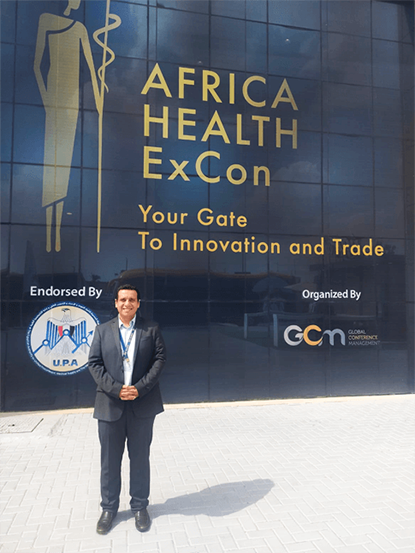 AFRICA
HEALTH
ExCon
Your Gate
To Innovation and Trade
Endorsed By
Organized By
U.P.A
GCM
GLOBAL
CONFERENCE
MANAGEMENT